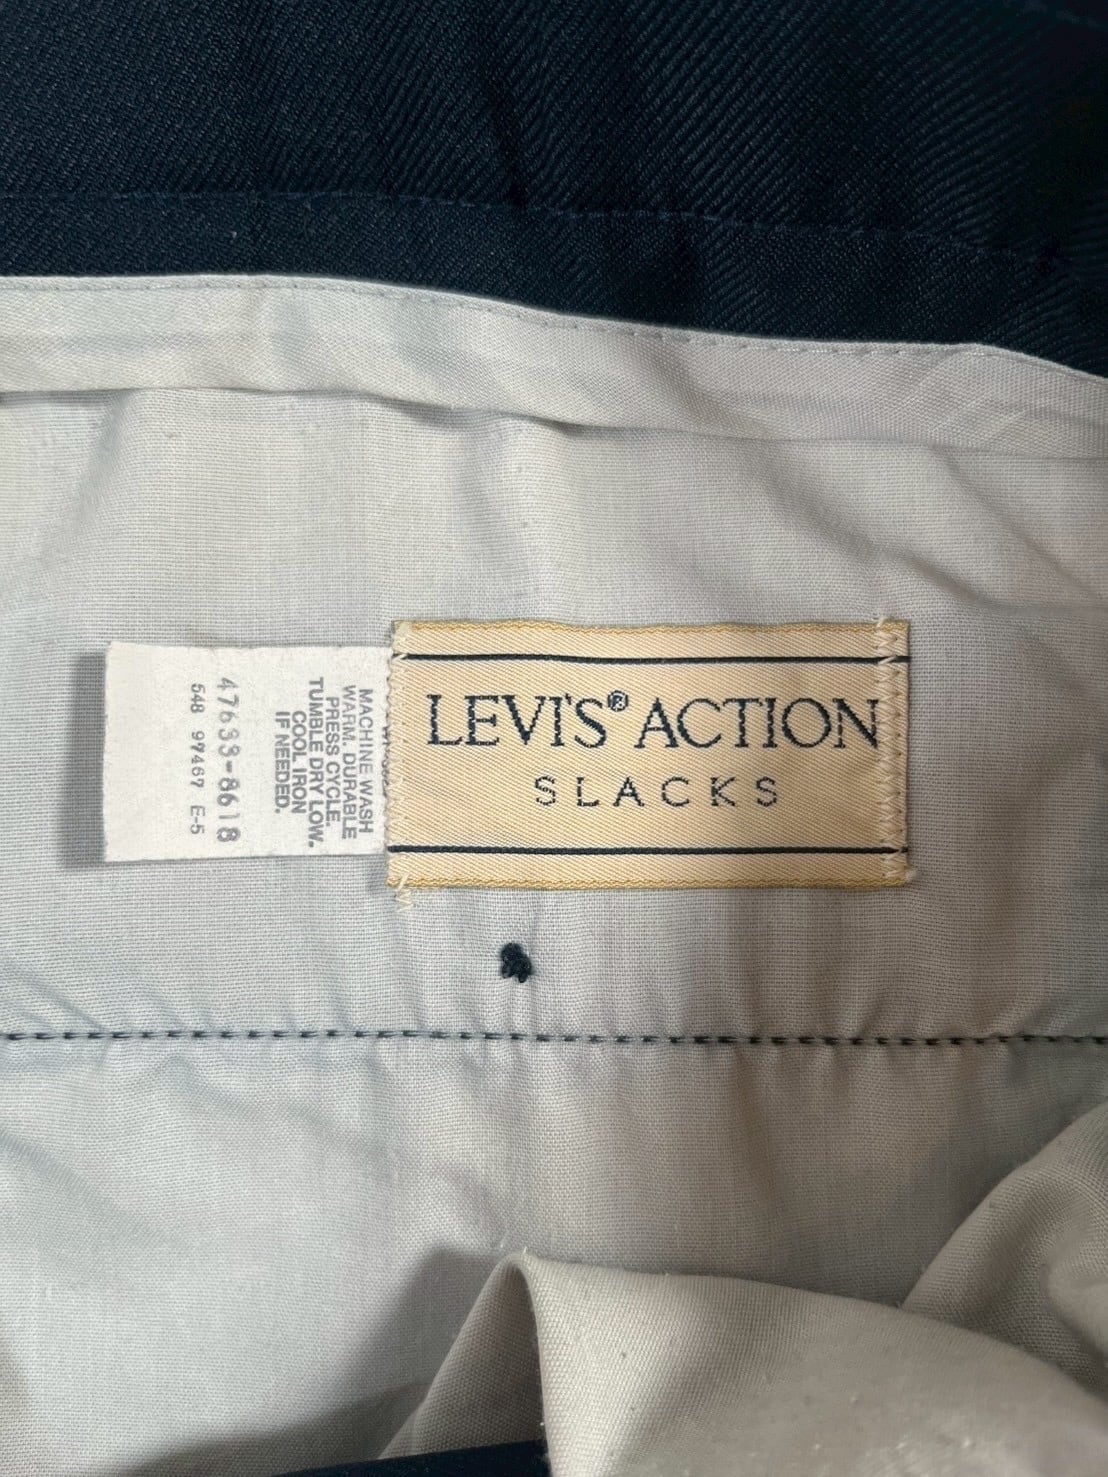 LEVI'S® ACTION
SLACKS
MACHINE WASH
WARM. DURABLE
PRESS CYCLE.
TUMBLE DRY LOW.
COOL IRON
IF NEEDED.
47633-8618
548 97467 E-5